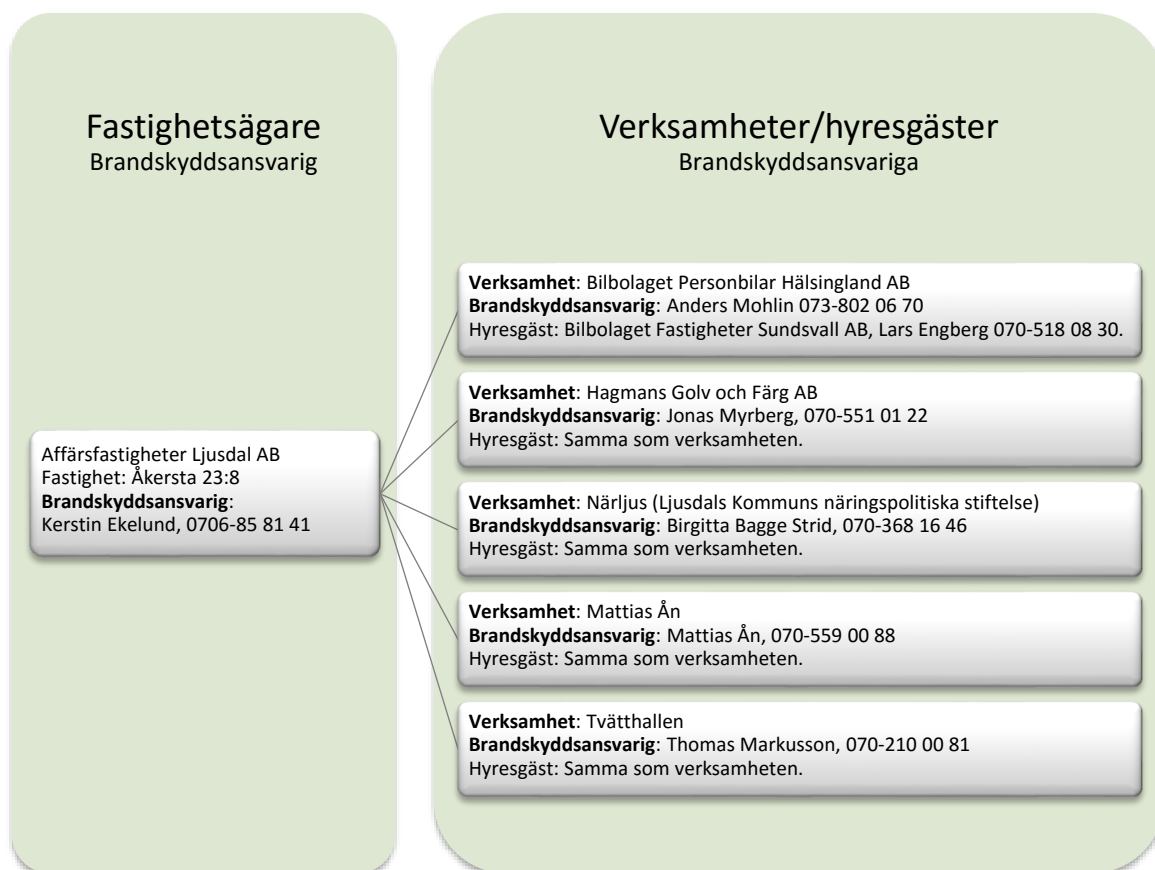 Fastighetsägare
Brandskyddsansvarig
Affärsfastigheter Ljusdal AB
Fastighet: Åkersta 23:8
Brandskyddsansvarig:
Kerstin Ekelund, 0706-85 81 41
Verksamheter/hyresgäster
Brandskyddsansvariga
Verksamhet: Bilbolaget Personbilar Hälsingland AB
Brandskyddsansvarig: Anders Mohlin 073-802 06 70
Hyresgäst: Bilbolaget Fastigheter Sundsvall AB, Lars Engberg 070-518 08 30.
Verksamhet: Hagmans Golv och Färg AB
Brandskyddsansvarig: Jonas Myrberg, 070-551 01 22
Hyresgäst: Samma som verksamheten.
Verksamhet: Närljus (Ljusdals Kommuns näringspolitiska stiftelse)
Brandskyddsansvarig: Birgitta Bagge Strid, 070-368 16 46
Hyresgäst: Samma som verksamheten.
Verksamhet: Mattias Ån
Brandskyddsansvarig: Mattias Ån, 070-559 00 88
Hyresgäst: Samma som verksamheten.
Verksamhet: Tvätthallen
Brandskyddsansvarig: Thomas Markusson, 070-210 00 81
Hyresgäst: Samma som verksamheten.